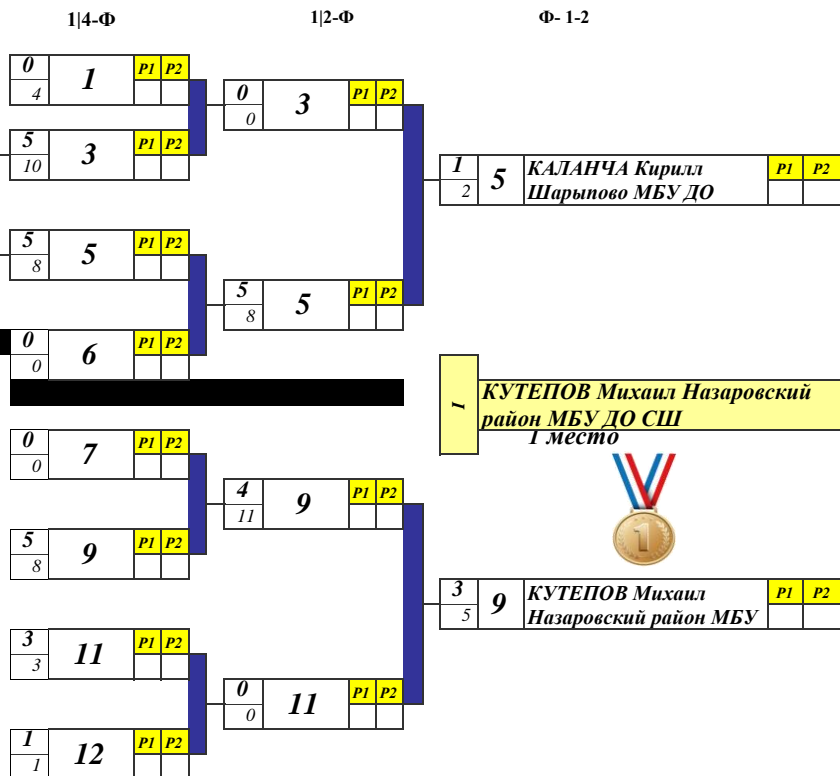 1|4-Ф 1|2-Ф Ф- 1-2
0 1 P1 P2
4
0 3 P1 P2
0
5 3 P1 P2
10
1 5 КАЛАНЧА Кирилл P1 P2
2 Шарыпово МБУ ДО
5 5 P1 P2
8
5 5 P1 P2
8
0 6 P1 P2
0
I КУТЕПОВ Михаил Назаровский
район МБУ ДО СШ
1 место
0 7 P1 P2
0
4 9 P1 P2
11
1
5 9 P1 P2
8
3 9 КУТЕПОВ Михаил P1 P2
5 Назаровский район МБУ
3 11 P1 P2
3
0 11 P1 P2
0
1 12 P1 P2
1